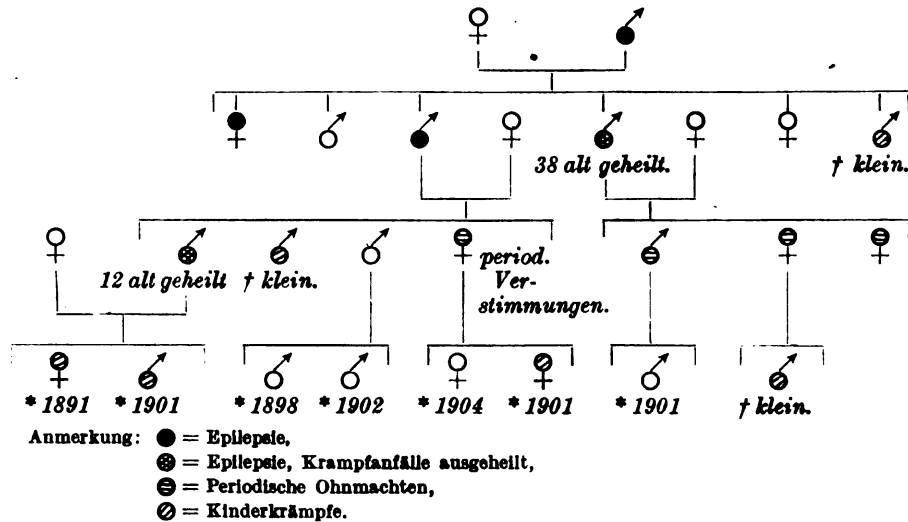 38 alt geheilt.
† klein.
12 alt geheilt
† klein.
period.
Ver-
stimmungen.
* 1891
* 1901
* 1898
* 1902
* 1904
* 1901
* 1901
† klein.
Anmerkung: = Epilepsie,
= Epilepsie, Krampfanfälle ausgeheilt,
= Periodische Ohnmachten,
= Kinderkrämpfe.